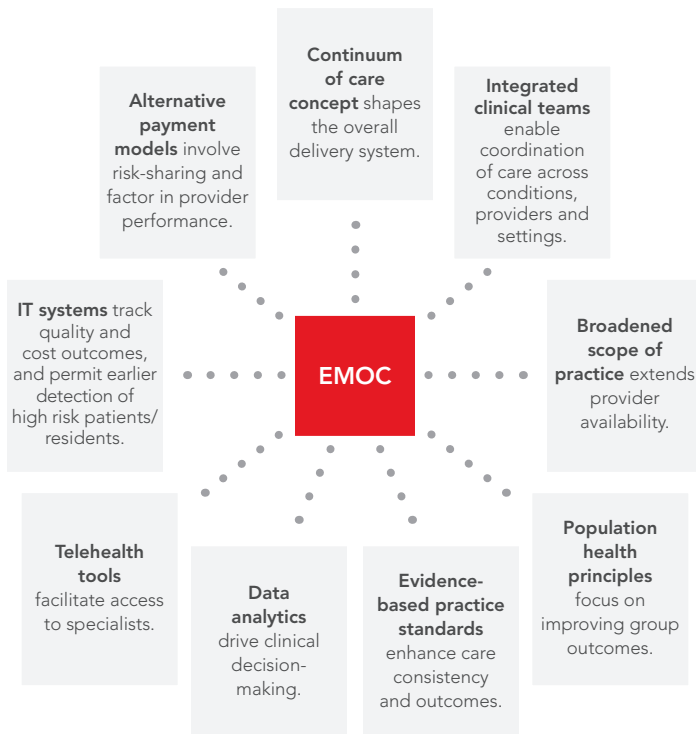 Continuum
of care
concept shapes
the overall
delivery system.
Integrated
clinical teams
enable
coordination
of care across
conditions,
providers and
settings.
Broadened
scope of
practice extends
provider
availability.
Population
health
principles
focus on
improving group
outcomes.
Evidence-
based practice
standards
enhance care
consistency
and outcomes.
Data
analytics
drive clinical
decision-
making.
Telehealth
tools
facilitate access
to specialists.
IT systems track
quality and
cost outcomes,
and permit earlier
detection of
high risk patients/
residents.
Alternative
payment
models involve
risk-sharing and
factor in provider
performance.
EMOC